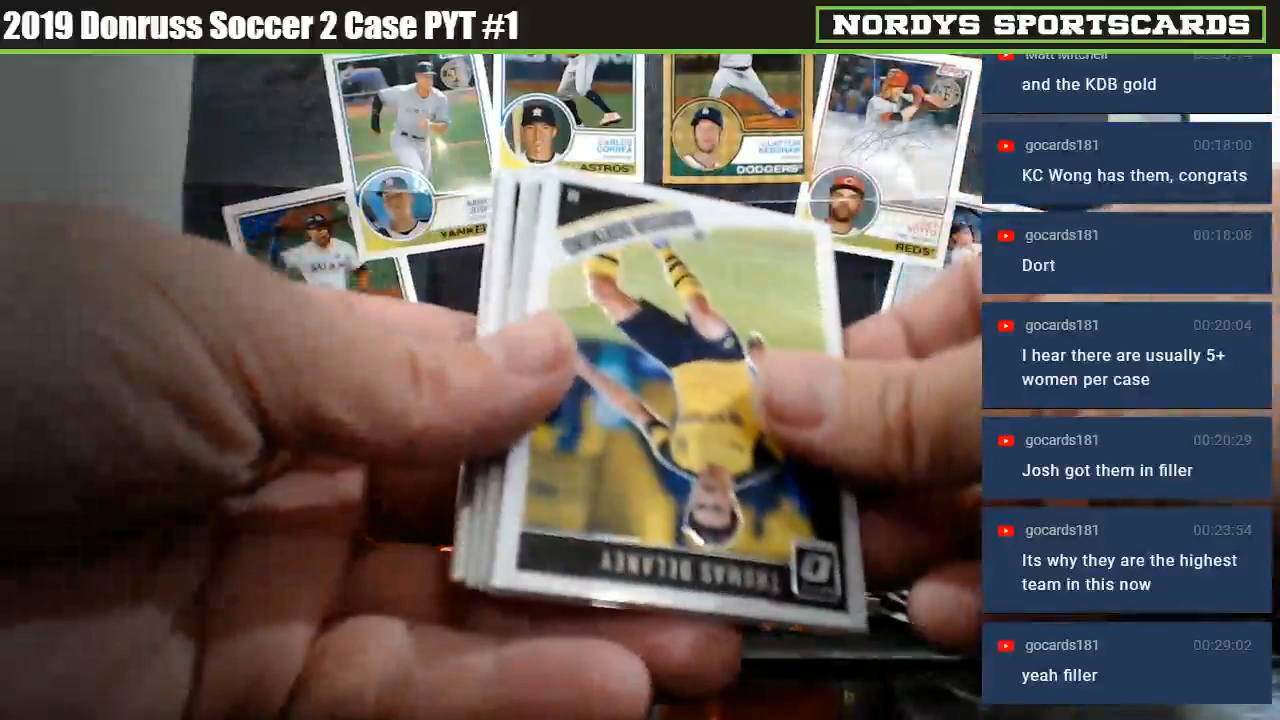 2019 Donruss Soccer 2 Case PYT #1
NORDYS SPORTSCARDS
Matt Mitchell
and the KDB gold
gocards181 00:18:00
KC Wong has them, congrats
gocards181 00:18:08
Dort
gocards181 00:20:04
I hear there are usually 5+
women per case
gocards181 00:20:29
Josh got them in filler
gocards181 00:23:54
Its why they are the highest
team in this now
gocards181 00:29:02
yeah filler
CARLOS
CORREA
ASTROS
CLAYTON
KERSHAW
DODGERS
YANKEES
REDS
THOMAS DELANEY